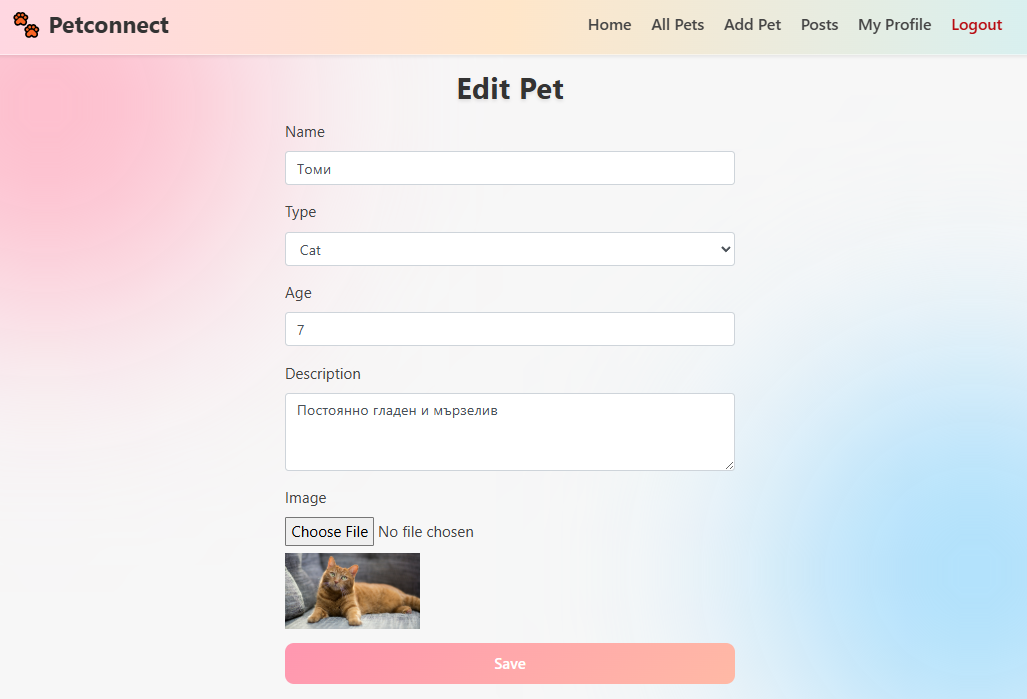 Petconnect
Home All Pets Add Pet Posts My Profile Logout
Edit Pet
Name
Томи
Type
Cat
Age
7
Description
Постоянно гладен и мързелив
Image
Choose File No file chosen
Save